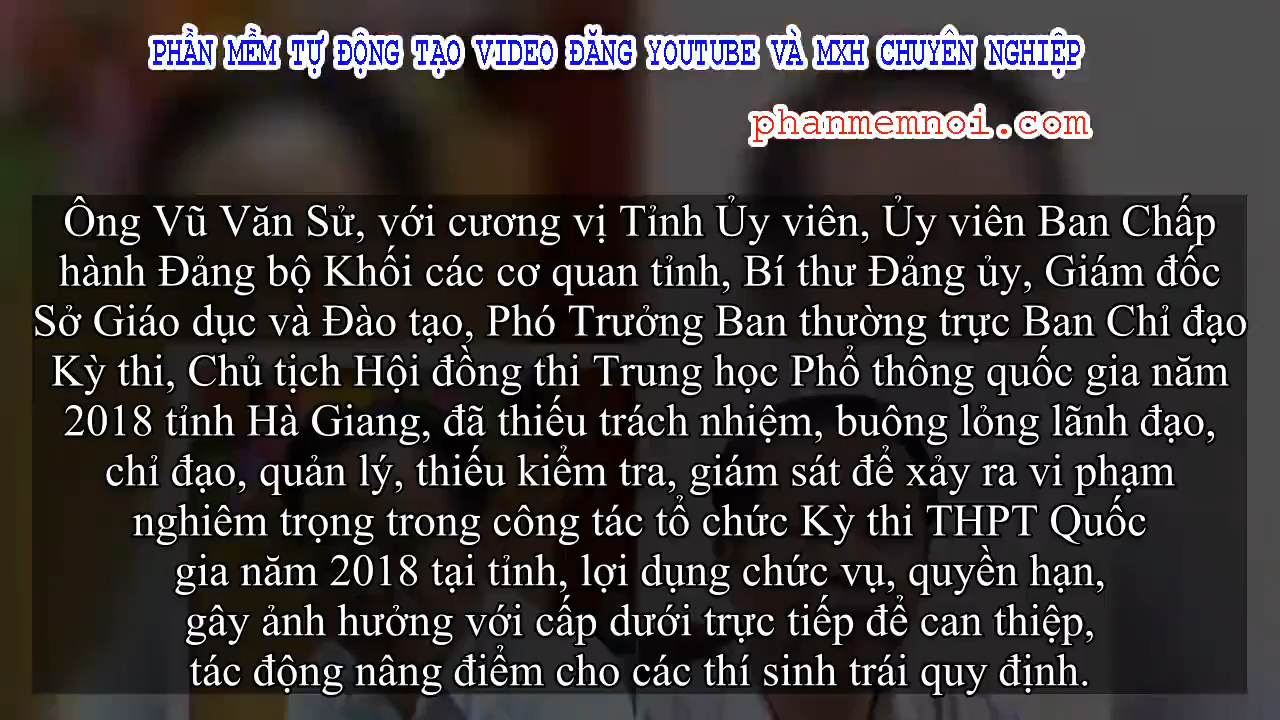 PHẦN MỀM TỰ ĐỘNG TẠO VIDEO ĐĂNG YOUTUBE VÀ MXH CHUYÊN NGHIỆP
phanmemnoi.com
Ông Vũ Văn Sử, với cương vị Tỉnh Ủy viên, Ủy viên Ban Chấp
hành Đảng bộ Khối các cơ quan tỉnh, Bí thư Đảng ủy, Giám đốc
Sở Giáo dục và Đào tạo, Phó Trưởng Ban thường trực Ban Chỉ đạo
Kỳ thi, Chủ tịch Hội đồng thi Trung học Phổ thông quốc gia năm
2018 tỉnh Hà Giang, đã thiếu trách nhiệm, buông lỏng lãnh đạo,
chỉ đạo, quản lý, thiếu kiểm tra, giám sát để xảy ra vi phạm
nghiêm trọng trong công tác tổ chức Kỳ thi THPT Quốc
gia năm 2018 tại tỉnh, lợi dụng chức vụ, quyền hạn,
gây ảnh hưởng với cấp dưới trực tiếp để can thiệp,
tác động nâng điểm cho các thí sinh trái quy định.